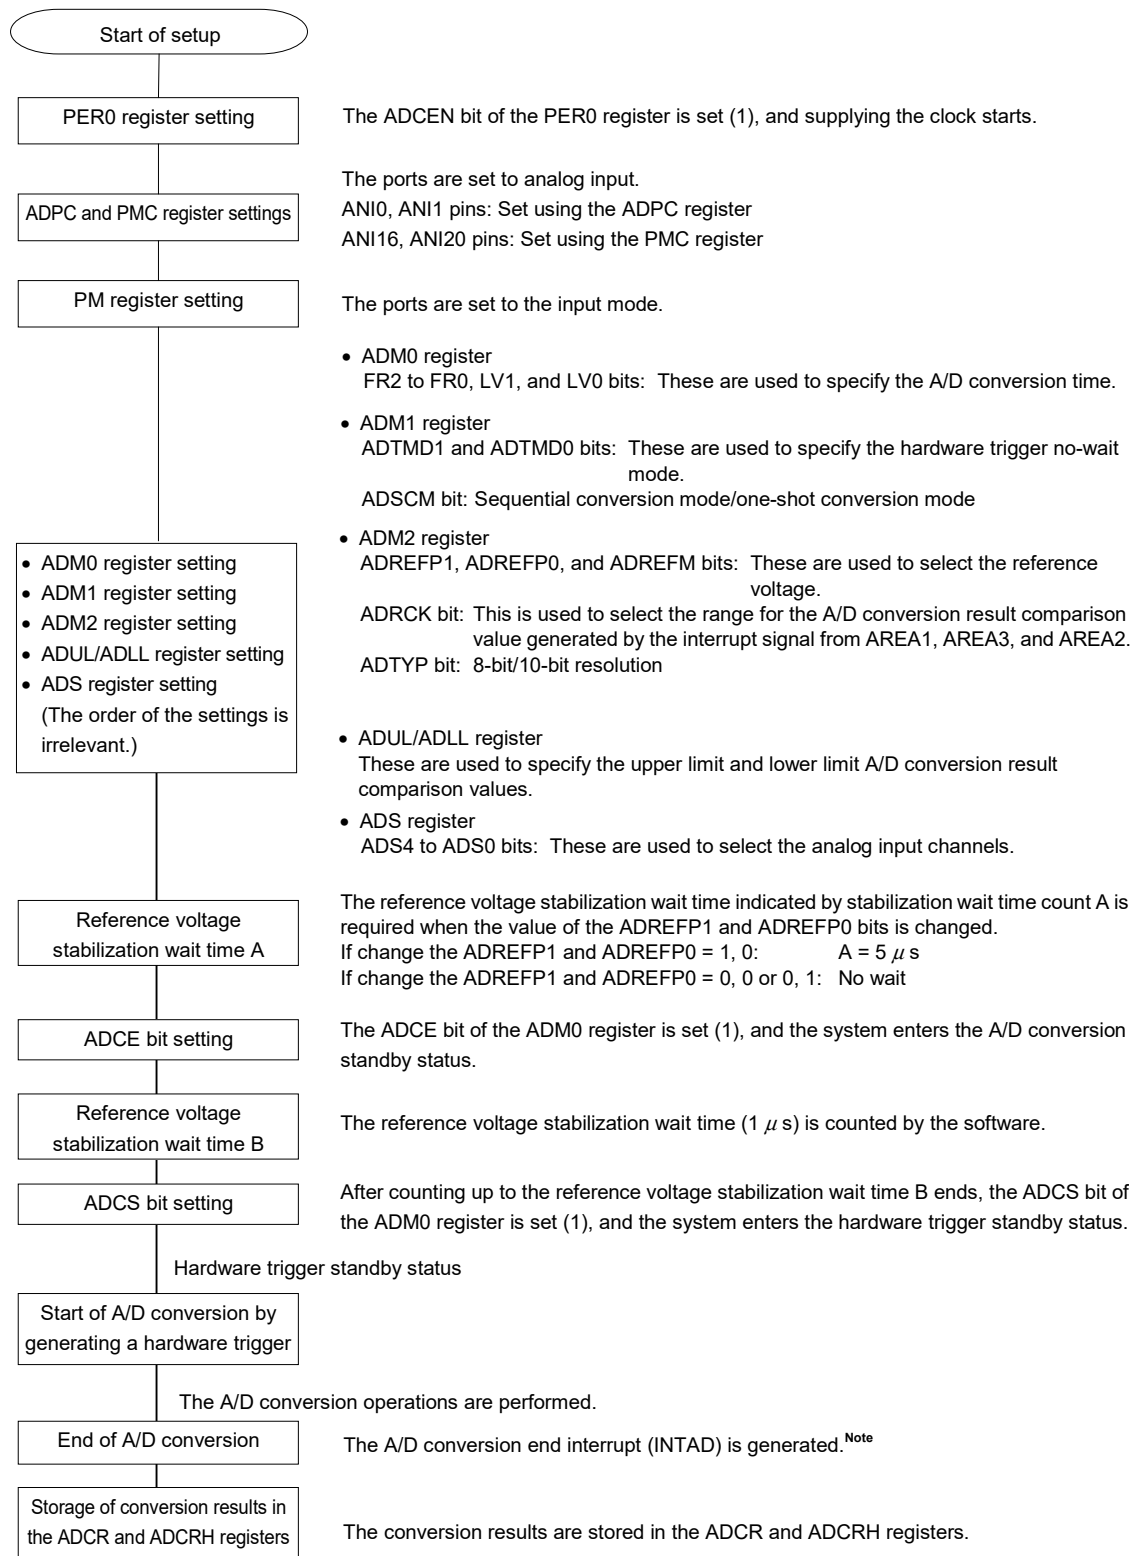 Start of setup
PER0 register setting
The ADCEN bit of the PER0 register is set (1), and supplying the clock starts.
ADPC and PMC register settings
The ports are set to analog input.
ANI0, ANI1 pins: Set using the ADPC register
ANI16, ANI20 pins: Set using the PMC register
PM register setting
The ports are set to the input mode.
• ADM0 register
FR2 to FR0, LV1, and LV0 bits: These are used to specify the A/D conversion time.
• ADM1 register
ADTMD1 and ADTMD0 bits: These are used to specify the hardware trigger no-wait
mode.
ADSCM bit: Sequential conversion mode/one-shot conversion mode
• ADM2 register
ADREFP1, ADREFP0, and ADREFM bits: These are used to select the reference
voltage.
ADRCK bit: This is used to select the range for the A/D conversion result comparison
value generated by the interrupt signal from AREA1, AREA3, and AREA2.
ADTYP bit: 8-bit/10-bit resolution
• ADUL/ADLL register
These are used to specify the upper limit and lower limit A/D conversion result
comparison values.
• ADS register
ADS4 to ADS0 bits: These are used to select the analog input channels.
• ADM0 register setting
• ADM1 register setting
• ADM2 register setting
• ADUL/ADLL register setting
• ADS register setting
(The order of the settings is
irrelevant.)
Reference voltage
stabilization wait time A
The reference voltage stabilization wait time indicated by stabilization wait time count A is
required when the value of the ADREFP1 and ADREFP0 bits is changed.
If change the ADREFP1 and ADREFP0 = 1, 0: A = 5 μ s
If change the ADREFP1 and ADREFP0 = 0, 0 or 0, 1: No wait
ADCE bit setting
The ADCE bit of the ADM0 register is set (1), and the system enters the A/D conversion
standby status.
Reference voltage
stabilization wait time B
The reference voltage stabilization wait time (1 μ s) is counted by the software.
ADCS bit setting
After counting up to the reference voltage stabilization wait time B ends, the ADCS bit of
the ADM0 register is set (1), and the system enters the hardware trigger standby status.
Hardware trigger standby status
Start of A/D conversion by
generating a hardware trigger
The A/D conversion operations are performed.
End of A/D conversion
The A/D conversion end interrupt (INTAD) is generated.Note
Storage of conversion results in
the ADCR and ADCRH registers
The conversion results are stored in the ADCR and ADCRH registers.